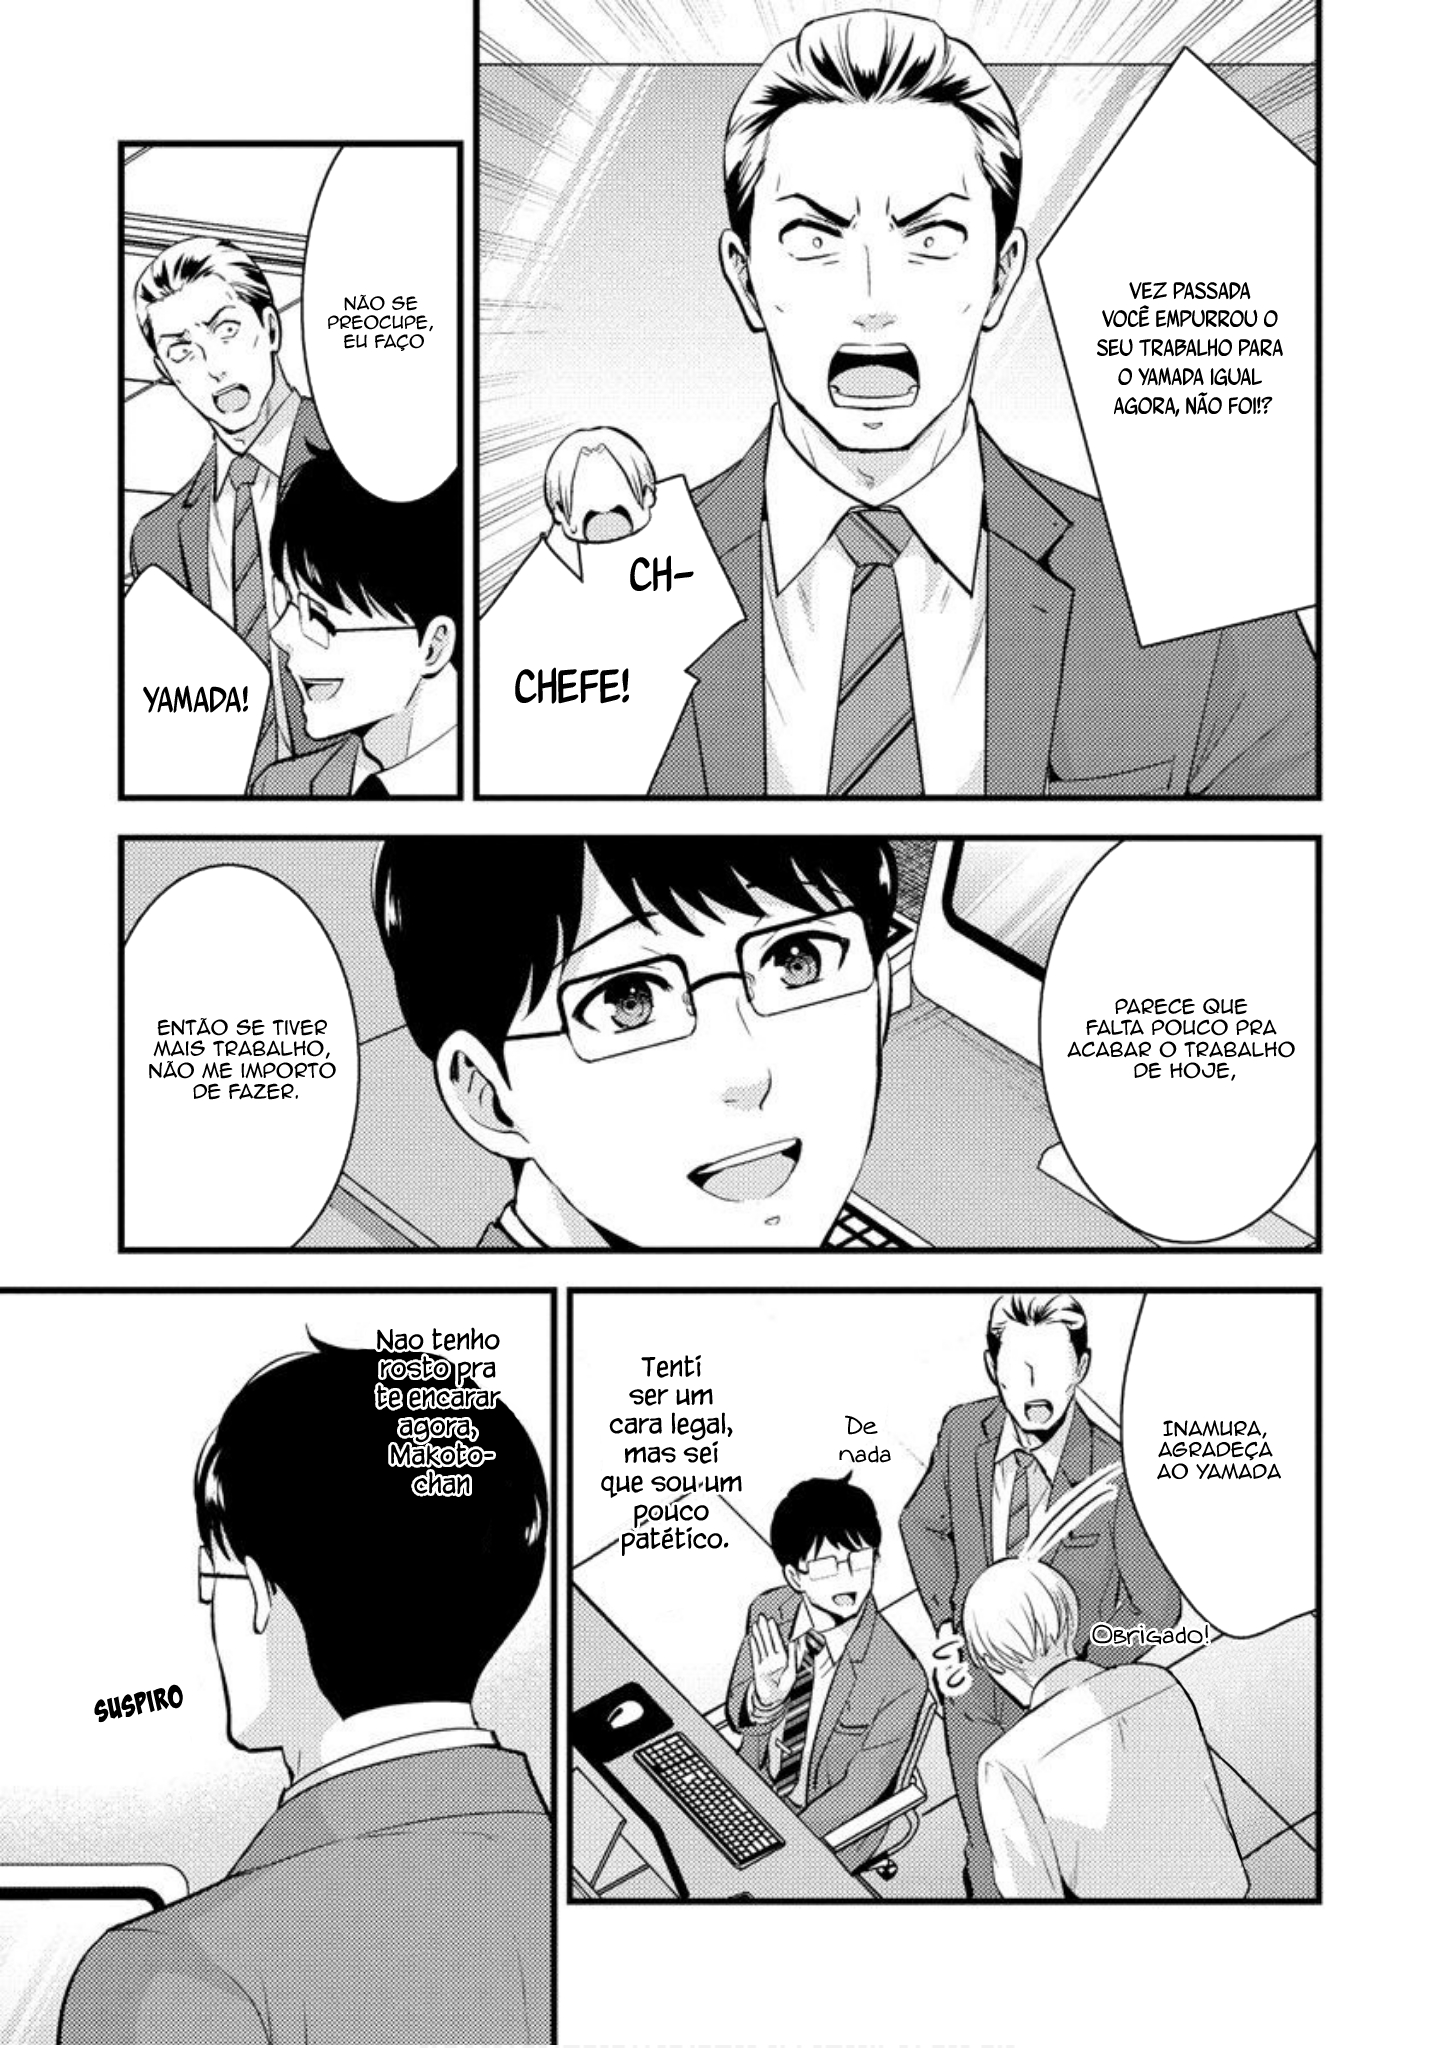 VEZ PASSADA
VOCÊ EMPURROU O
SEU TRABALHO PARA
O YAMADA IGUAL
AGORA, NÃO FOI!?
CH-
CHEFE!
NÃO SE
PREOCUPE,
EU FAÇO
YAMADA!
PARECE QUE
FALTA POUCO PRA
ACABAR O TRABALHO
DE HOJE,
ENTÃO SE TIVER
MAIS TRABALHO,
NÃO ME IMPORTO
DE FAZER.
INAMURA,
AGRADEÇA
AO YAMADA
Obrigado!
De
nada
Tenti
ser um
cara legal,
mas sei
que sou um
pouco
patético.
Nao tenho
rosto pra
te encarar
agora,
Makoto-
chan
SUSPIRO